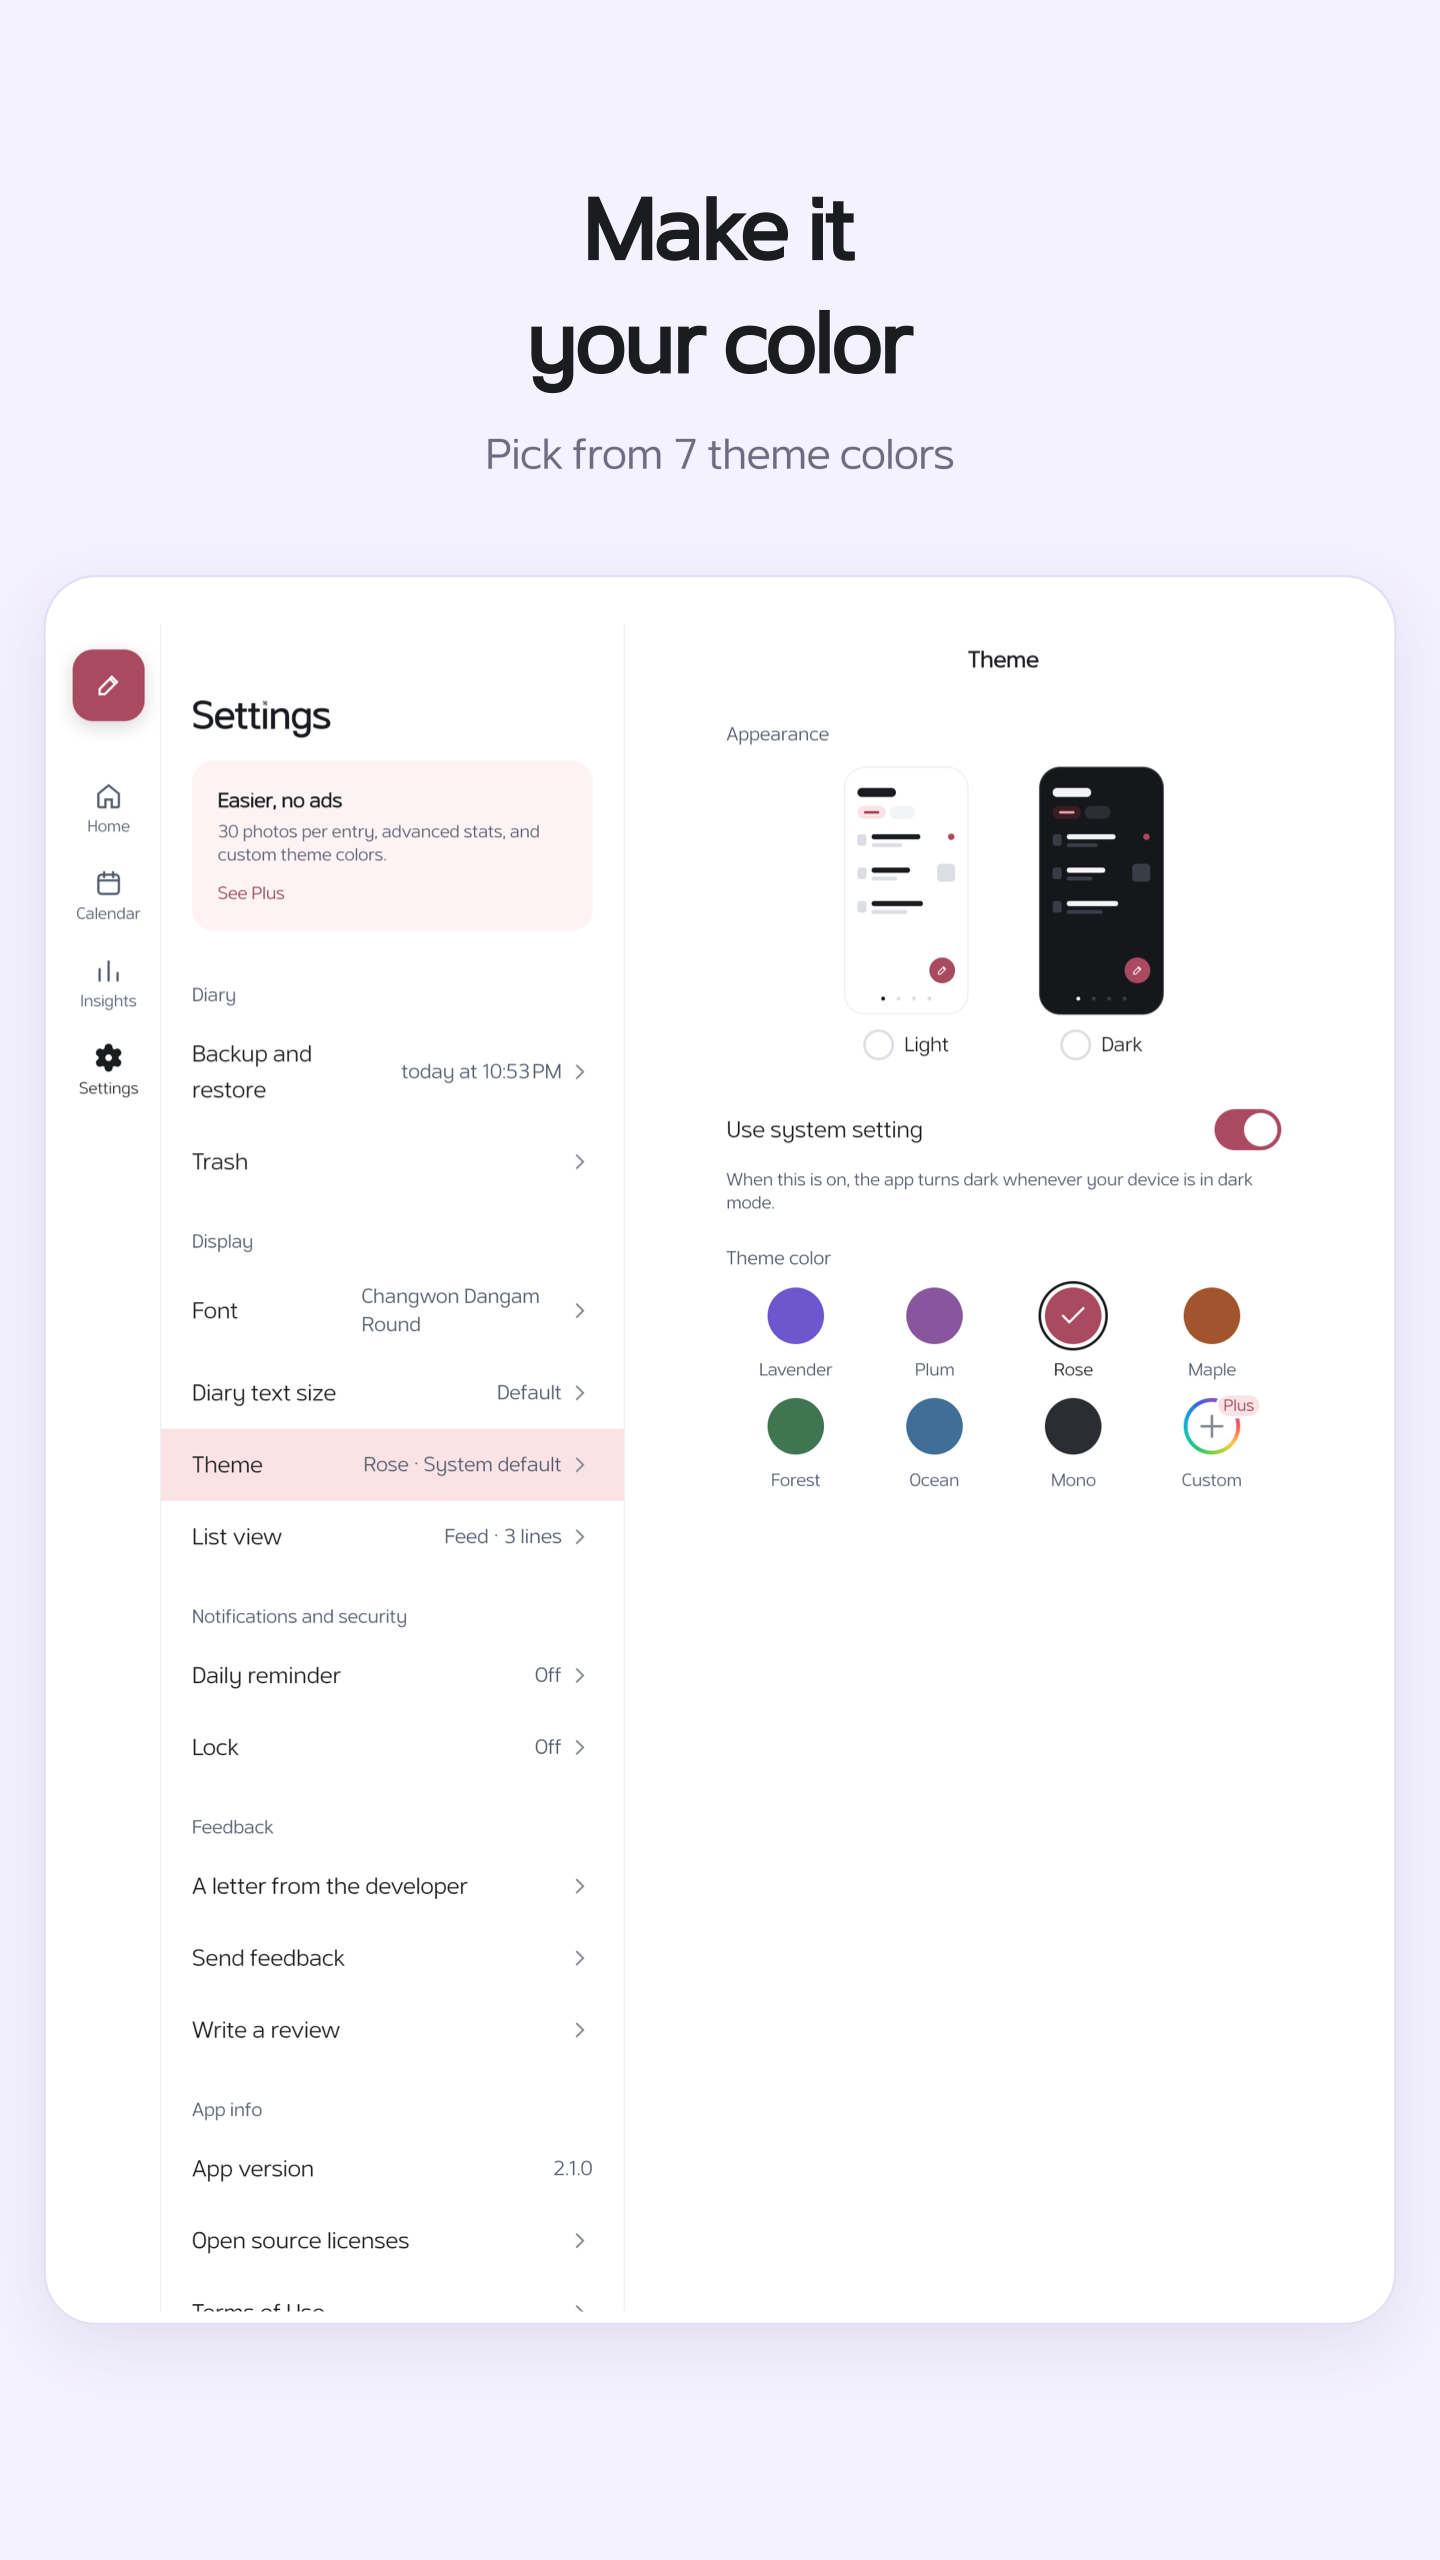 Make it
your color
Pick from 7 theme colors
Home
Calendar
Insights
Settings
Settings
Easier, no ads
30 photos per entry, advanced stats, and
custom theme colors.
See Plus
Diary
Backup and
restore
today at 10:53 PM
Trash
Display
Font
Changwon Dangam
Round
Diary text size
Default
Theme
Rose · System default
List view
Feed · 3 lines
Notifications and security
Daily reminder
Off
Lock
Off
Feedback
A letter from the developer
Send feedback
Write a review
App info
App version
2.1.0
Open source licenses
Terms of Use
Theme
Appearance
Light
Dark
Use system setting
When this is on, the app turns dark whenever your device is in dark
mode.
Theme color
Lavender
Plum
Rose
Maple
Forest
Ocean
Mono
Plus
Custom